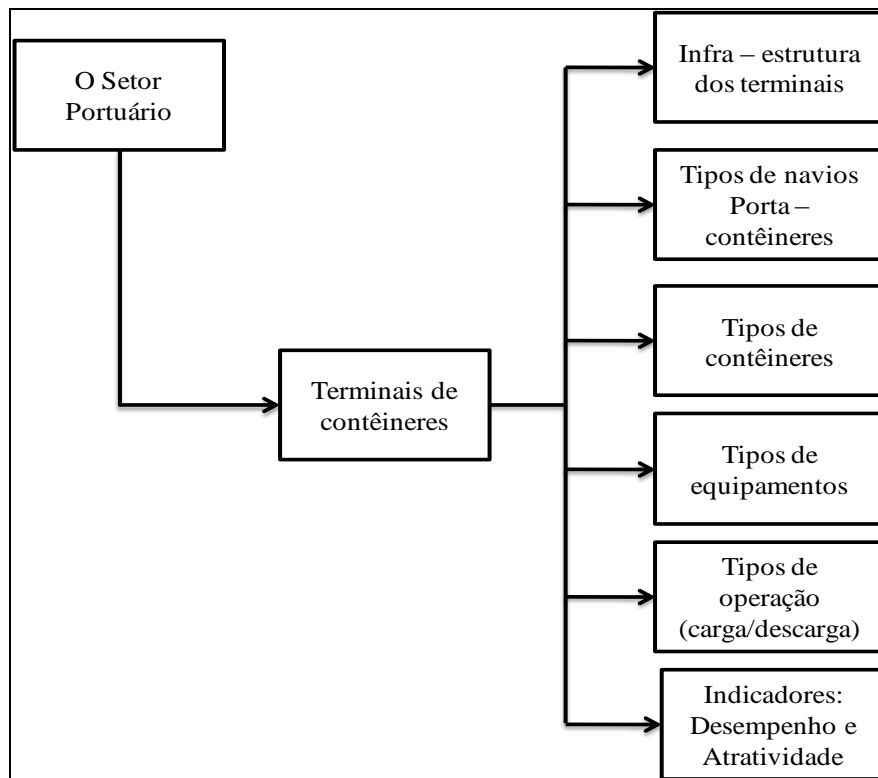 O Setor
Portuário
Infra – estrutura
dos terminais
Tipos de navios
Porta –
contêineres
Tipos de
contêineres
Terminais de
contêineres
Tipos de
equipamentos
Tipos de
operação
(carga/descarga)
Indicadores:
Desempenho e
Atratividade